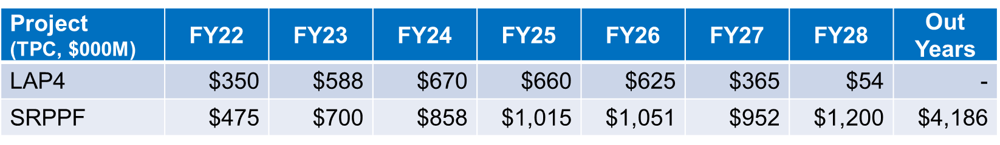 Project (TPC, $000M) FY22 FY23 FY24 FY25 FY26 FY27 FY28 Out Years
LAP4 $350 $588 $670 $660 $625 $365 $54 -
SRPPF $475 $700 $858 $1,015 $1,051 $952 $1,200 $4,186